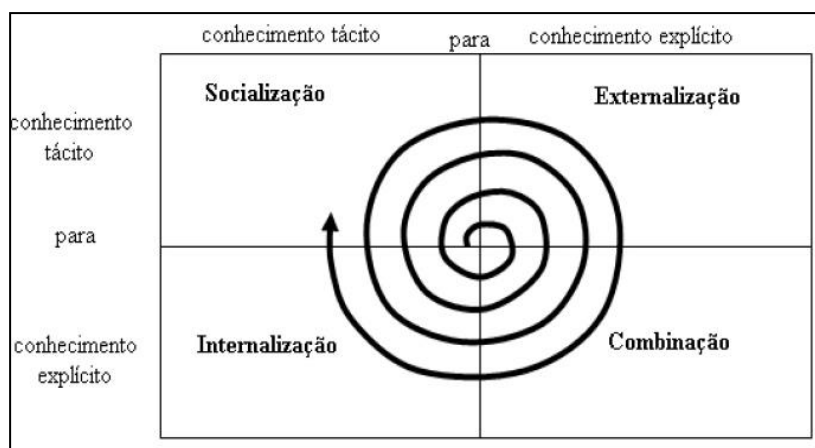 conhecimento tácito para conhecimento explícito
Socialização Externalização
conhecimento
tácito
para
Internalização Combinação
conhecimento
explícito